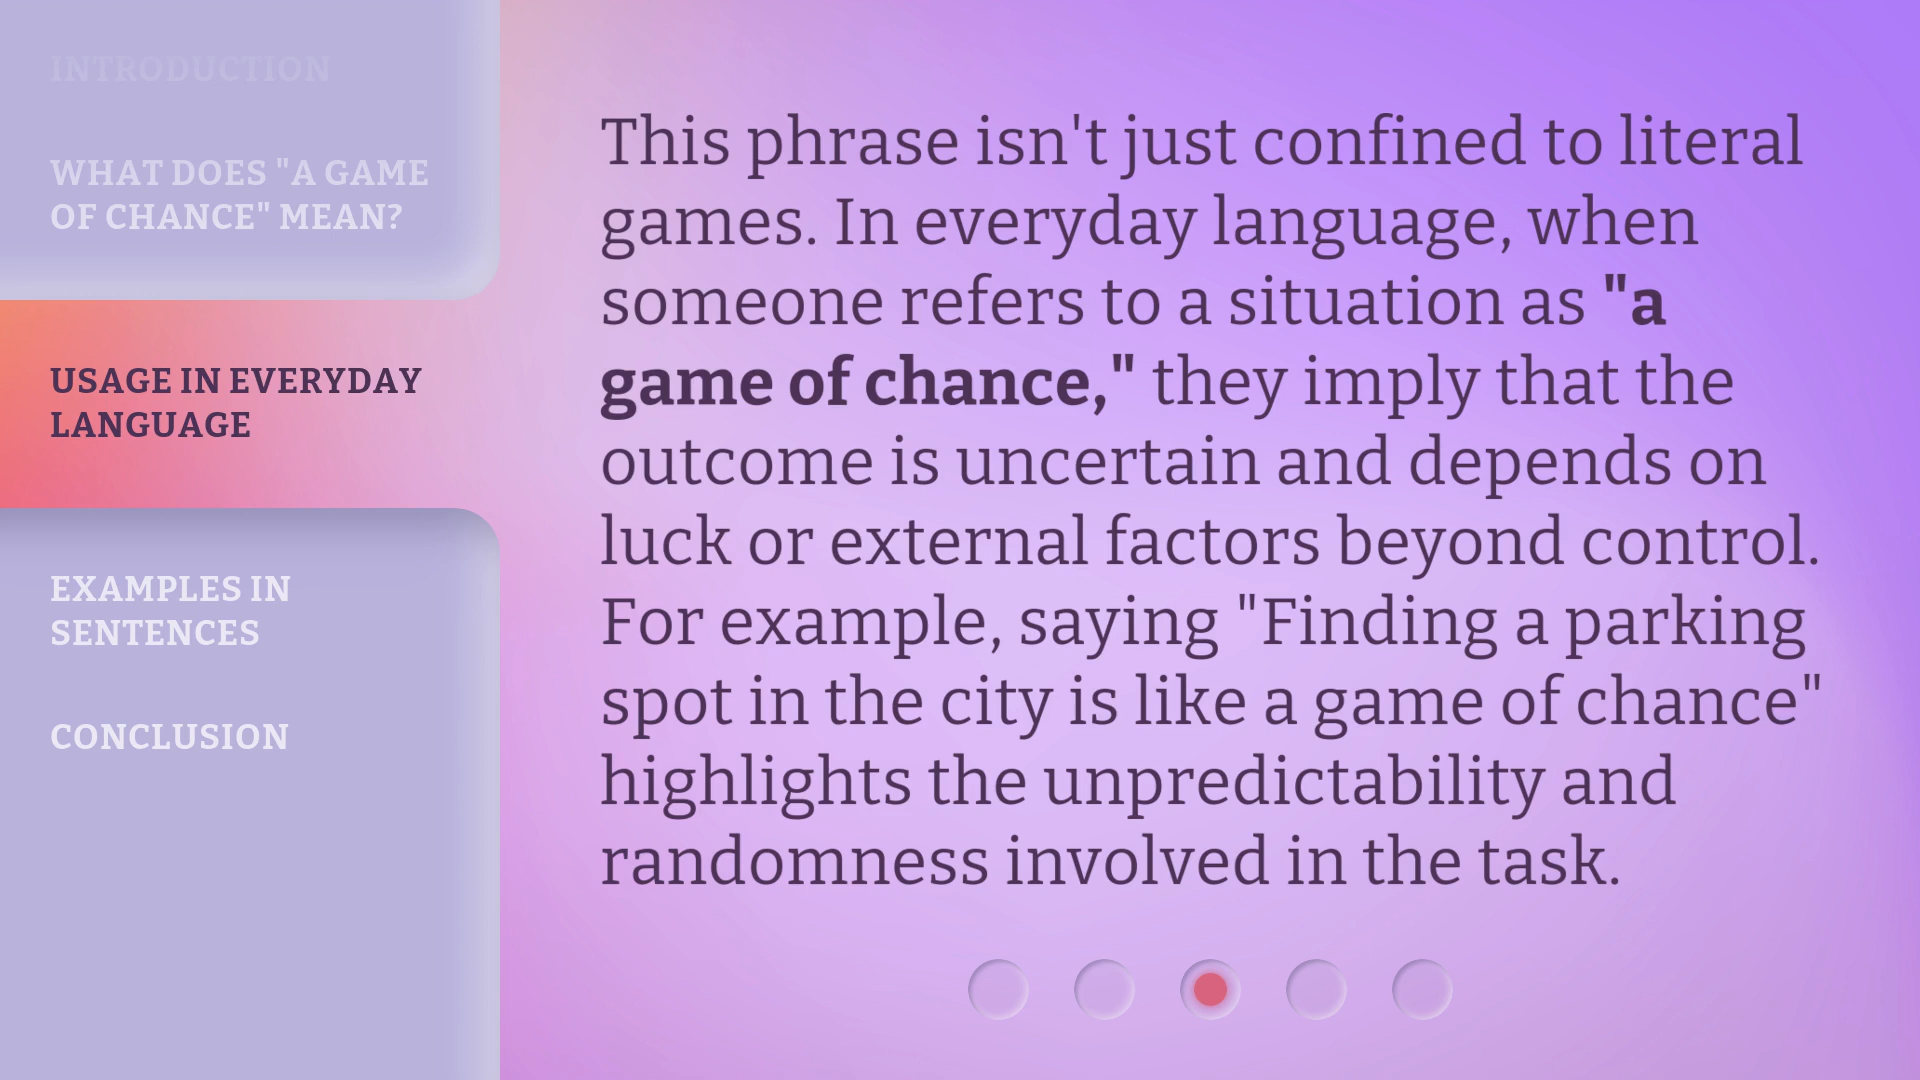 INTRODUCTION
WHAT DOES "A GAME
OF CHANCE" MEAN?
USAGE IN EVERYDAY
LANGUAGE
EXAMPLES IN
SENTENCES
CONCLUSION
This phrase isn't just confined to literal
games. In everyday language, when
someone refers to a situation as "a
game of chance," they imply that the
outcome is uncertain and depends on
luck or external factors beyond control.
For example, saying "Finding a parking
spot in the city is like a game of chance"
highlights the unpredictability and
randomness involved in the task.